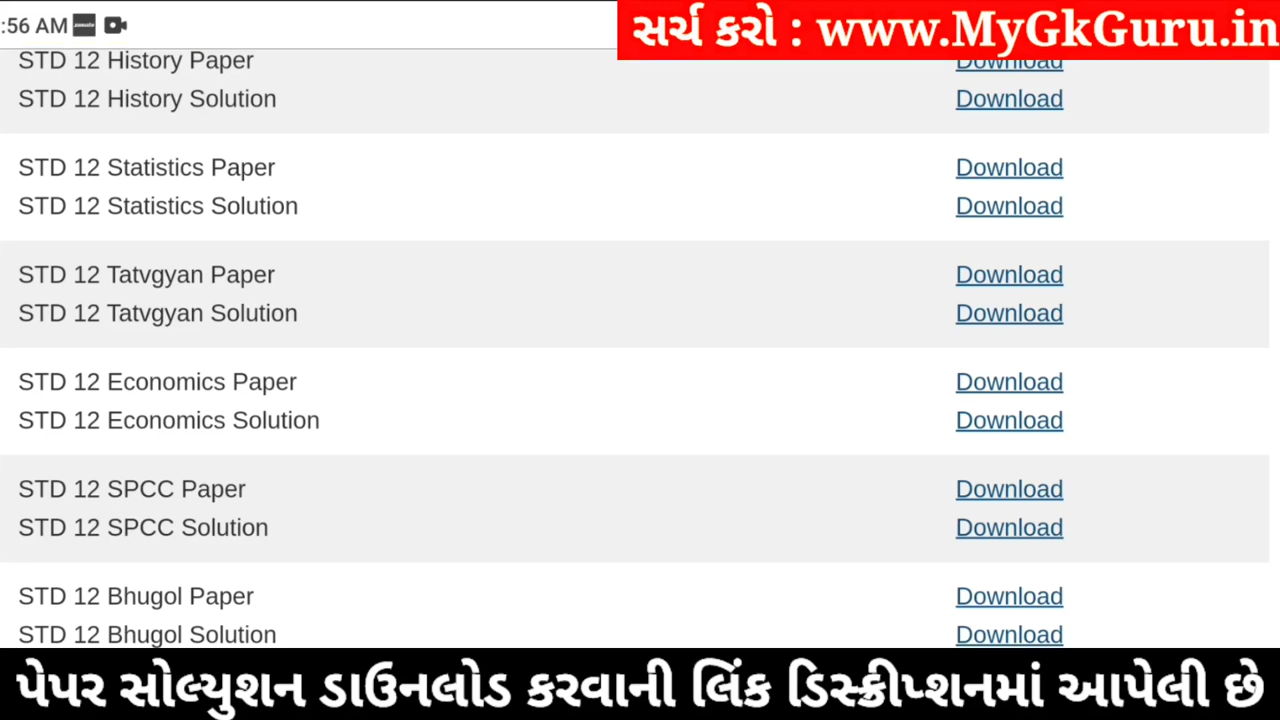 :56 AM
સર્ચ કરો : www.MyGkGuru.in
STD 12 History Paper Download
STD 12 History Solution Download
STD 12 Statistics Paper Download
STD 12 Statistics Solution Download
STD 12 Tatvgyan Paper Download
STD 12 Tatvgyan Solution Download
STD 12 Economics Paper Download
STD 12 Economics Solution Download
STD 12 SPCC Paper Download
STD 12 SPCC Solution Download
STD 12 Bhugol Paper Download
STD 12 Bhugol Solution Download
પેપર સોલ્યુશન ડાઉનલોડ કરવાની લિંક ડિસ્ક્રીપ્શનમાં આપેલી છે